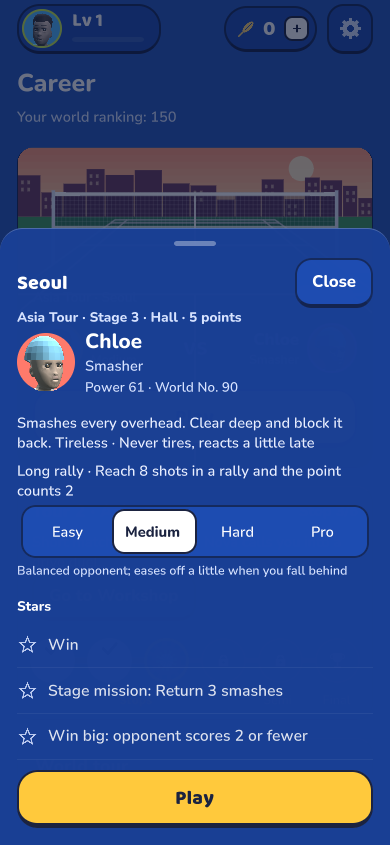 Lv 1
0
+
Career
Your world ranking: 150
Seoul
Close
Asia Tour · Stage 3 · Hall · 5 points
Chloe
Smasher
Power 61 · World No. 90
Smashes every overhead. Clear deep and block it
back. Tireless · Never tires, reacts a little late
Long rally · Reach 8 shots in a rally and the point
counts 2
Easy
Medium
Hard
Pro
Balanced opponent; eases off a little when you fall behind
Stars
Win
Stage mission: Return 3 smashes
Win big: opponent scores 2 or fewer
Play